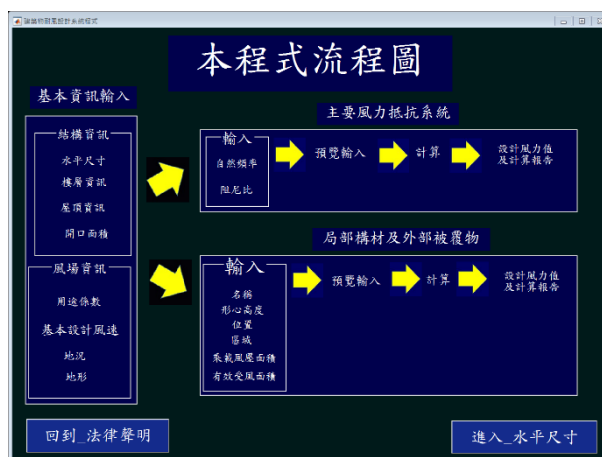 建築物耐風設計系統程式
本程式流程圖
基本資訊輸入
結構資訊
水平尺寸
樓層資訊
屋頂資訊
開口面積
風場資訊
用途係數
基本設計風速
地況
地形
主要風力抵抗系統
輸入
自然頻率
阻尼比
預覽輸入
計算
設計風力值
及計算報告
局部構材及外部被覆物
輸入
名稱
形心高度
位置
區域
乘載風壓面積
有效受風面積
預覽輸入
計算
設計風力值
及計算報告
回到_法律聲明
進入_水平尺寸